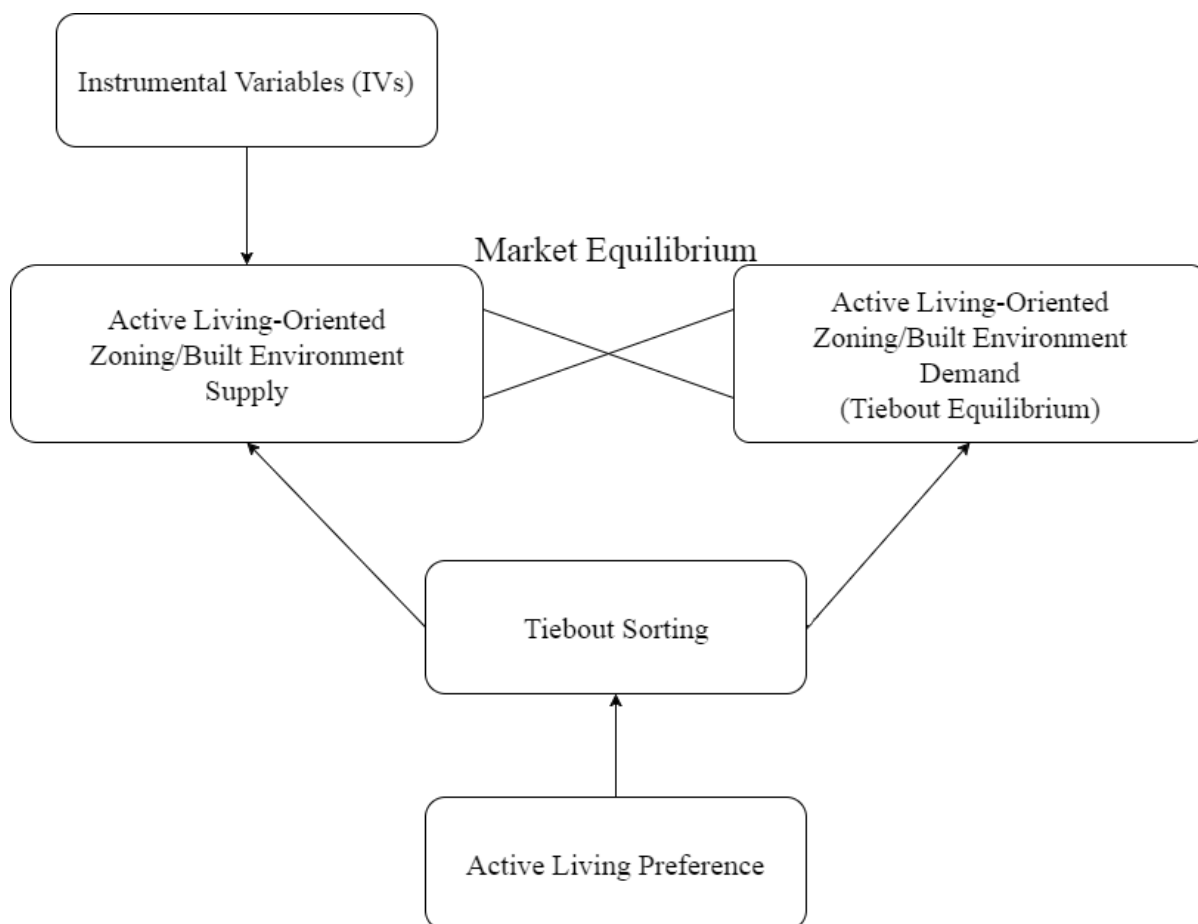 Instrumental Variables (IVs)
Market Equilibrium
Active Living-Oriented
Zoning/Built Environment
Supply
Active Living-Oriented
Zoning/Built Environment
Demand
(Tiebout Equilibrium)
Tiebout Sorting
Active Living Preference